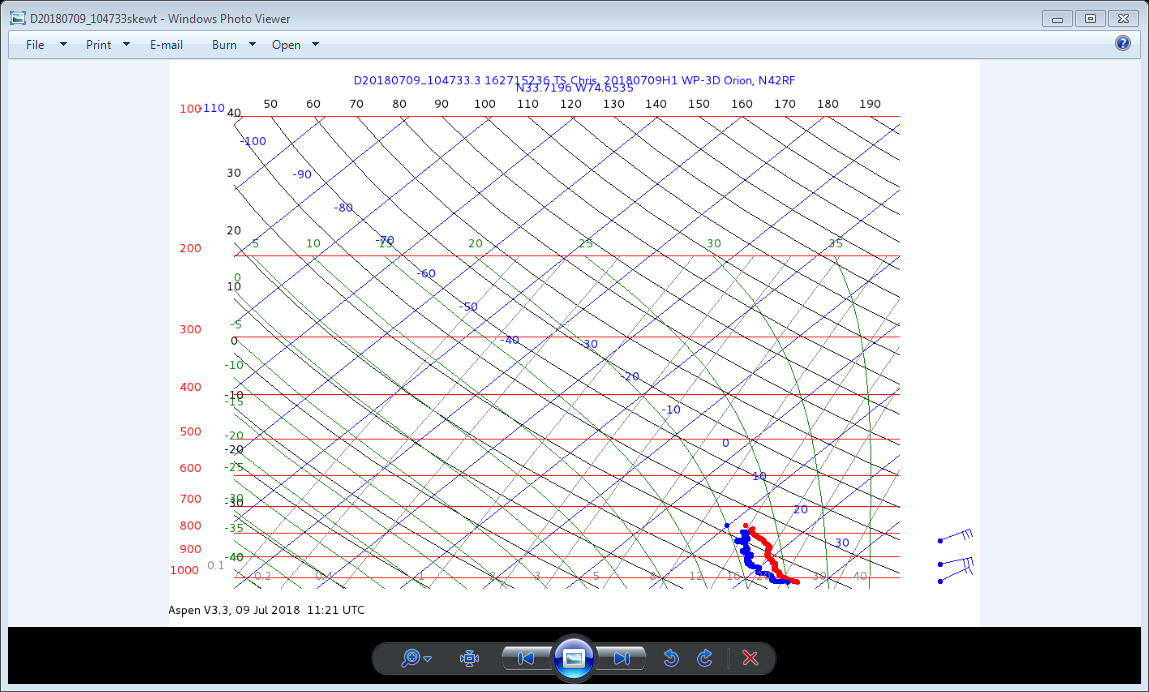 D20180709_104733skewt - Windows Photo Viewer
File Print E-mail Burn Open
D20180709_104733.3 162715236 TS Chris, 20180709H1 WP-3D Orion, N42RF
N33.7196 W74.6535
100 -110 40 50 60 70 80 90 100 110 120 130 140 150 160 170 180 190
-100
30 -90
-80
20
200 5 10 15 -70 20 25 30 35
0 -60
10
-50
300 -5
0 -40 -30
-10 -20
400
-10
-15 -10
500 -20 0
-20
600 -25 10
700 -30
-30 20
800 -35
30
900 -40
1000 0.1 0.2 0.4 1 2 3 5 8 12 16 20 30 40
Aspen V3.3, 09 Jul 2018 11:21 UTC